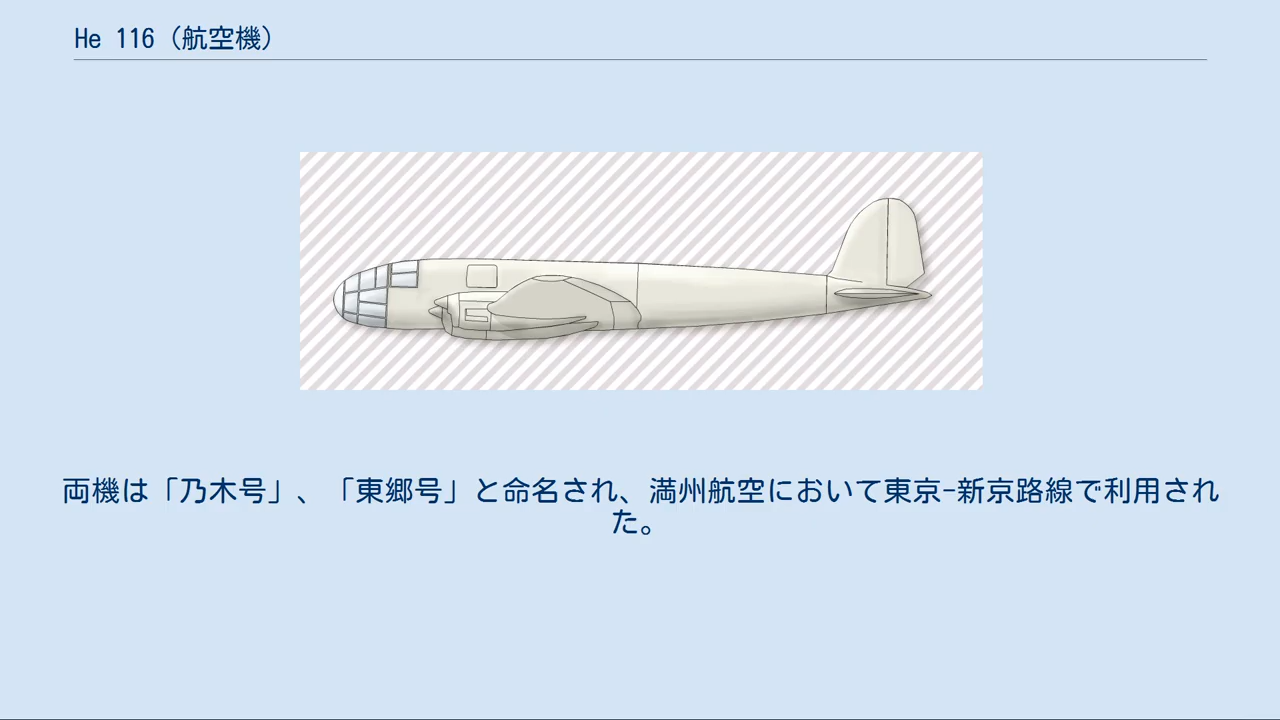 He 116（航空機）
両機は「乃木号」、「東郷号」と命名され、満州航空において東京−新京路線で利用され
た。